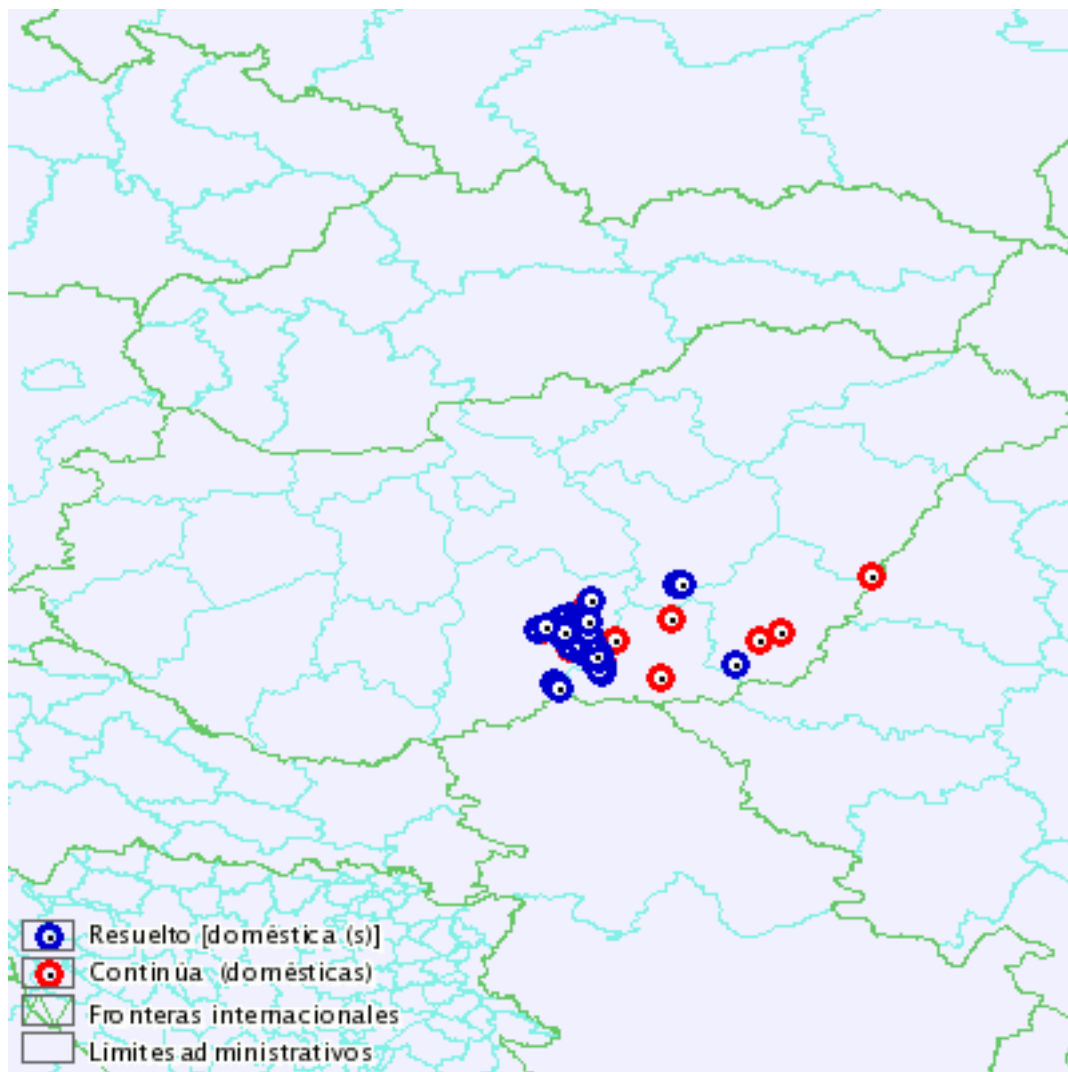 Resuelto [doméstica (s)]
Continúa (domésticas)
Fronteras internacionales
Límites administrativos